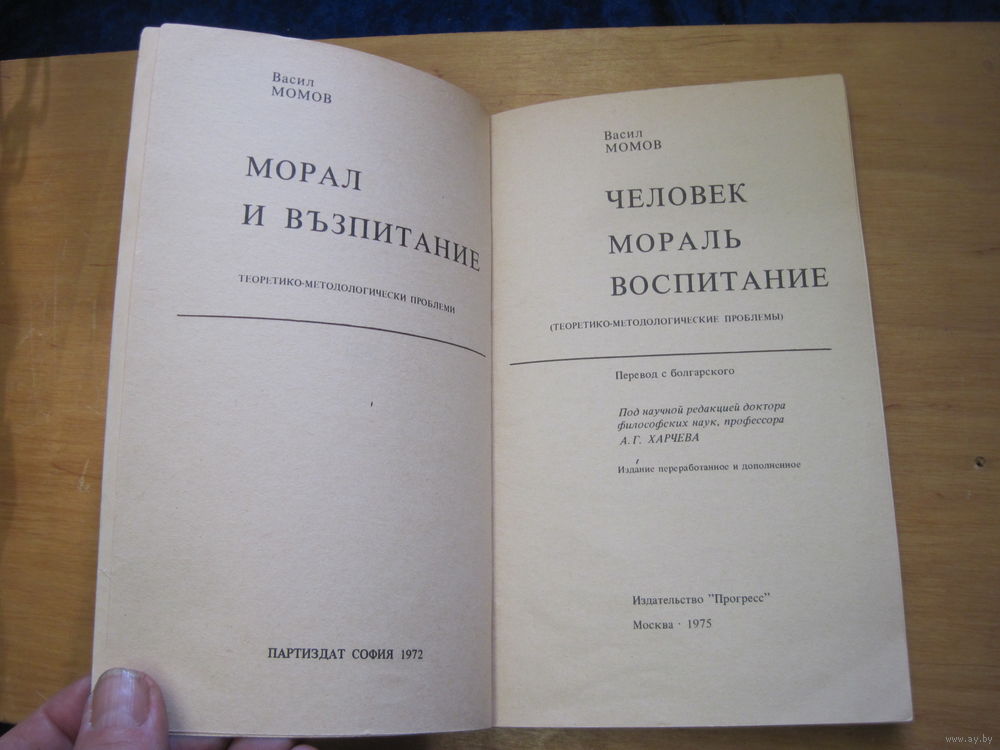 Васил
МОМОВ
МОРАЛ
И ВЪЗПИТАНИЕ
ТЕОРЕТИКО-МЕТОДОЛОГИЧЕСКИ ПРОБЛЕМИ
ПАРТИЗДАТ СОФИЯ 1972
Васил
МОМОВ
ЧЕЛОВЕК
МОРАЛЬ
ВОСПИТАНИЕ
(ТЕОРЕТИКО-МЕТОДОЛОГИЧЕСКИЕ ПРОБЛЕМЫ)
Перевод с болгарского
Под научной редакцией доктора
философских наук, профессора
А.Г. ХАРЧЕВА
Издание переработанное и дополненное
Издательство "Прогресс"
Москва · 1975
www.ay.by